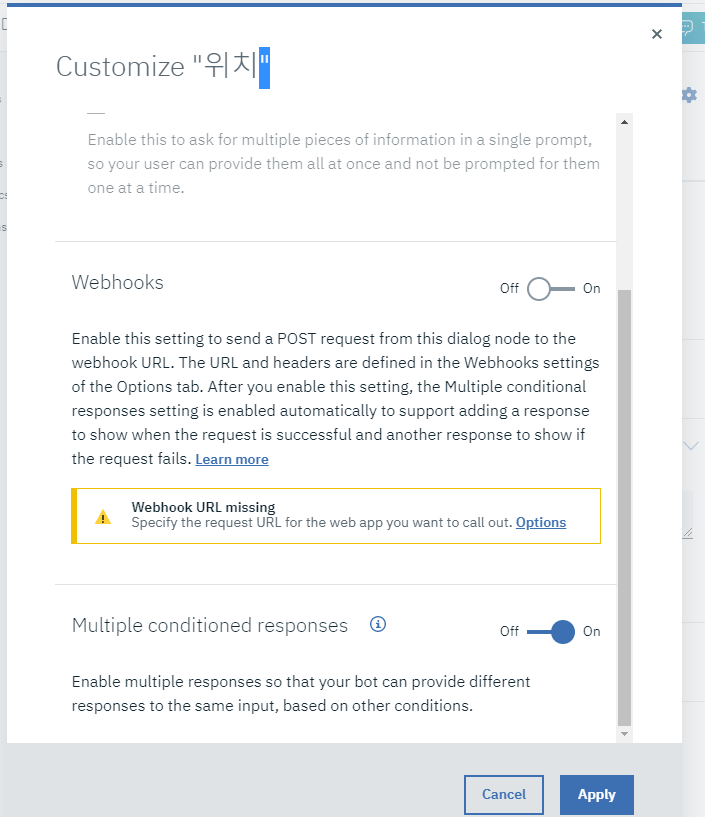 Customize "위치"
Enable this to ask for multiple pieces of information in a single prompt,
so your user can provide them all at once and not be prompted for them
one at a time.
Webhooks
Off On
Enable this setting to send a POST request from this dialog node to the
webhook URL. The URL and headers are defined in the Webhooks settings
of the Options tab. After you enable this setting, the Multiple conditional
responses setting is enabled automatically to support adding a response
to show when the request is successful and another response to show if
the request fails. Learn more
Webhook URL missing
Specify the request URL for the web app you want to call out. Options
Multiple conditioned responses
Off On
Enable multiple responses so that your bot can provide different
responses to the same input, based on other conditions.
Cancel Apply